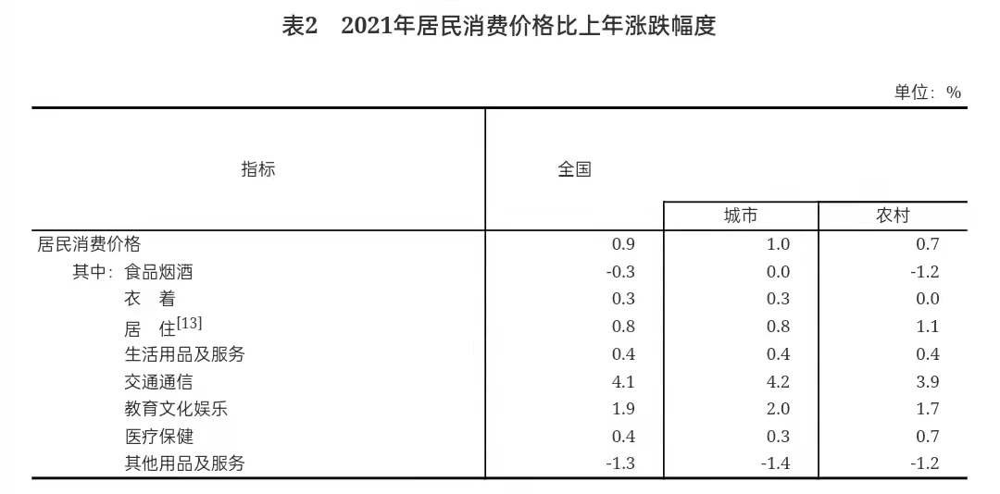 表2　2021年居民消费价格比上年涨跌幅度
单位：%
指标 全国
城市 农村
居民消费价格 0.9 1.0 0.7
其中：食品烟酒 -0.3 0.0 -1.2
衣　着 0.3 0.3 0.0
居　住[13] 0.8 0.8 1.1
生活用品及服务 0.4 0.4 0.4
交通通信 4.1 4.2 3.9
教育文化娱乐 1.9 2.0 1.7
医疗保健 0.4 0.3 0.7
其他用品及服务 -1.3 -1.4 -1.2